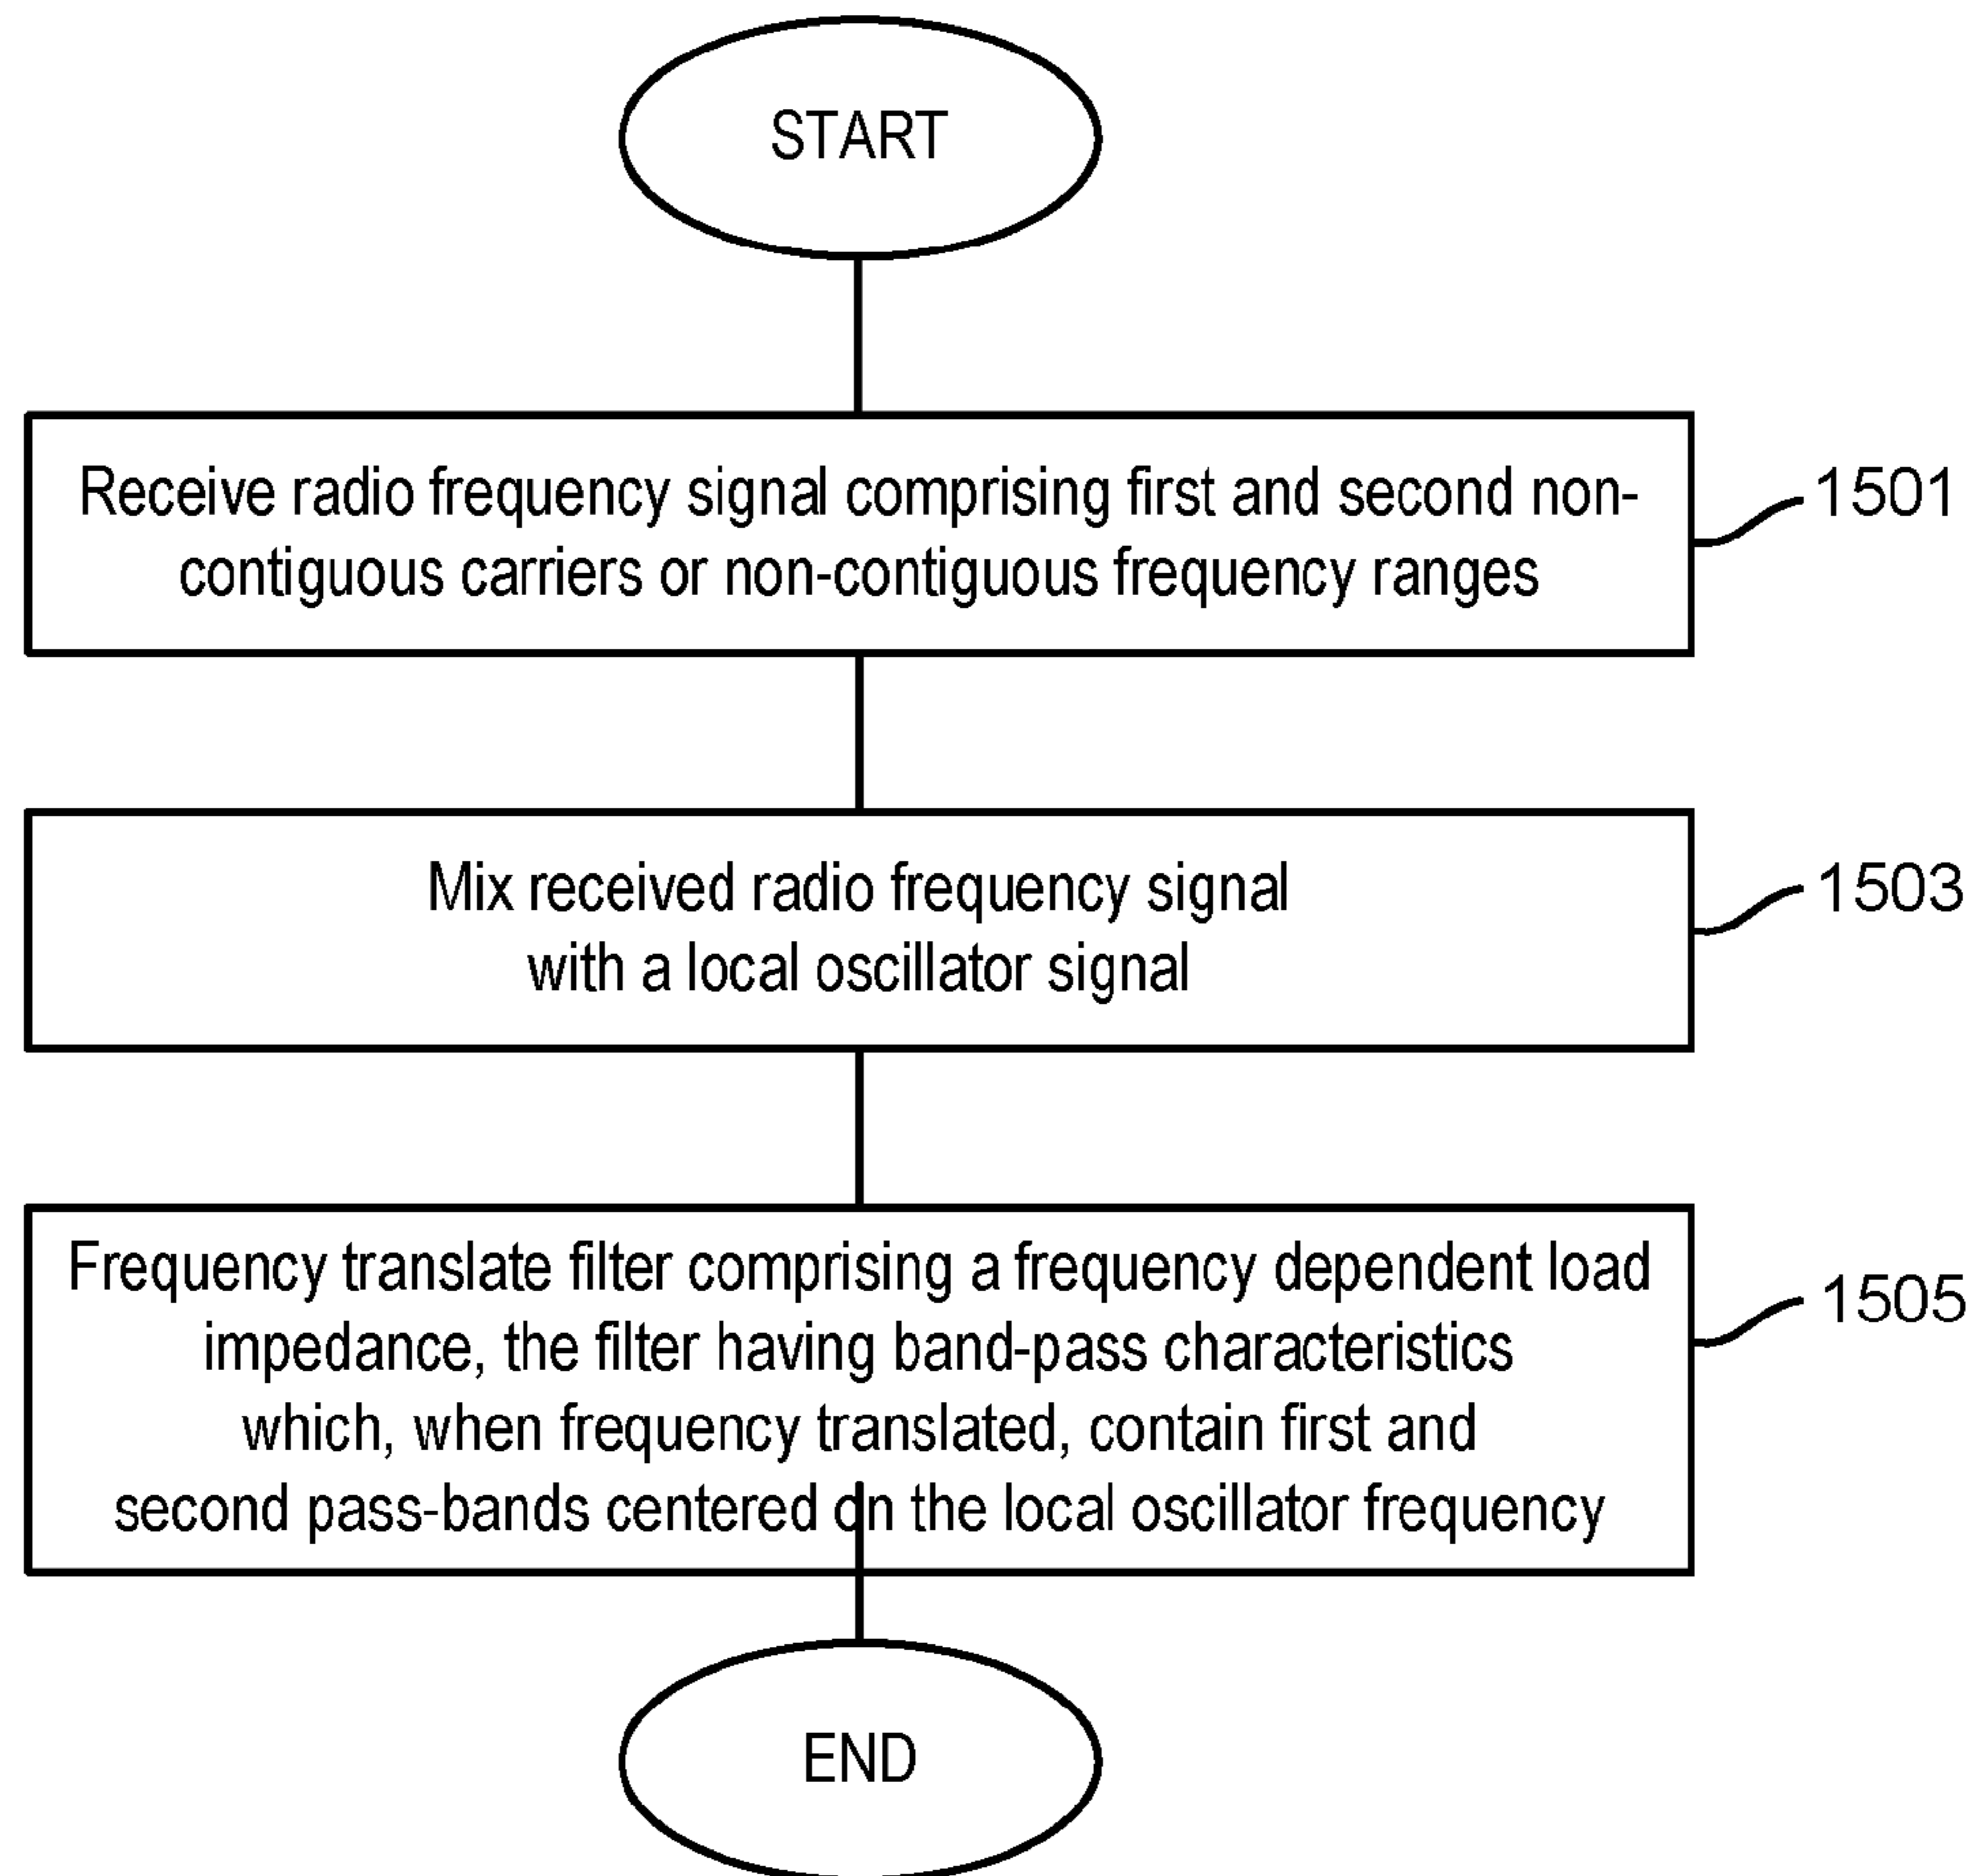 START
Receive radio frequency signal comprising first and second non-
contiguous carriers or non-contiguous frequency ranges
1501
Mix received radio frequency signal
with a local oscillator signal
1503
Frequency translate filter comprising a frequency dependent load
impedance, the filter having band-pass characteristics
which, when frequency translated, contain first and
second pass-bands centered on the local oscillator frequency
1505
END